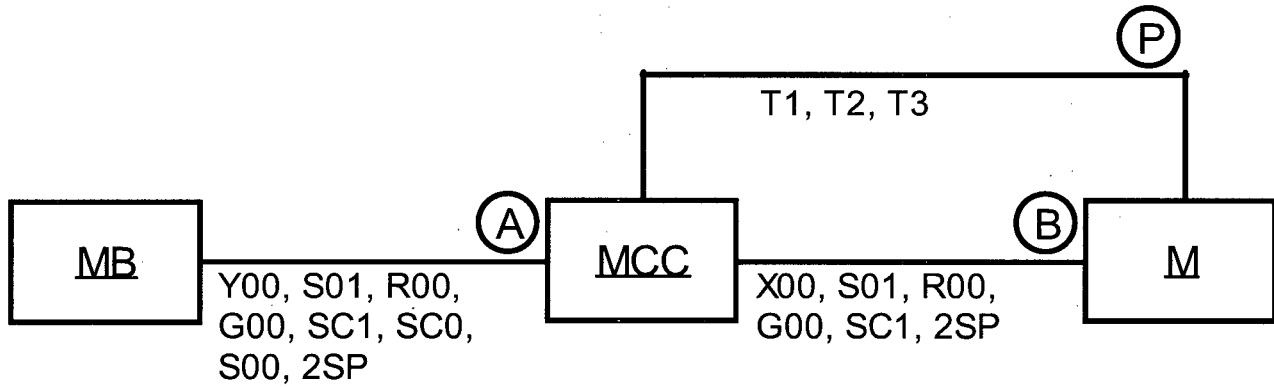 P
T1, T2, T3
MB
A
MCC
B
M
Y00, S01, R00,
G00, SC1, SC0,
S00, 2SP
X00, S01, R00,
G00, SC1, 2SP